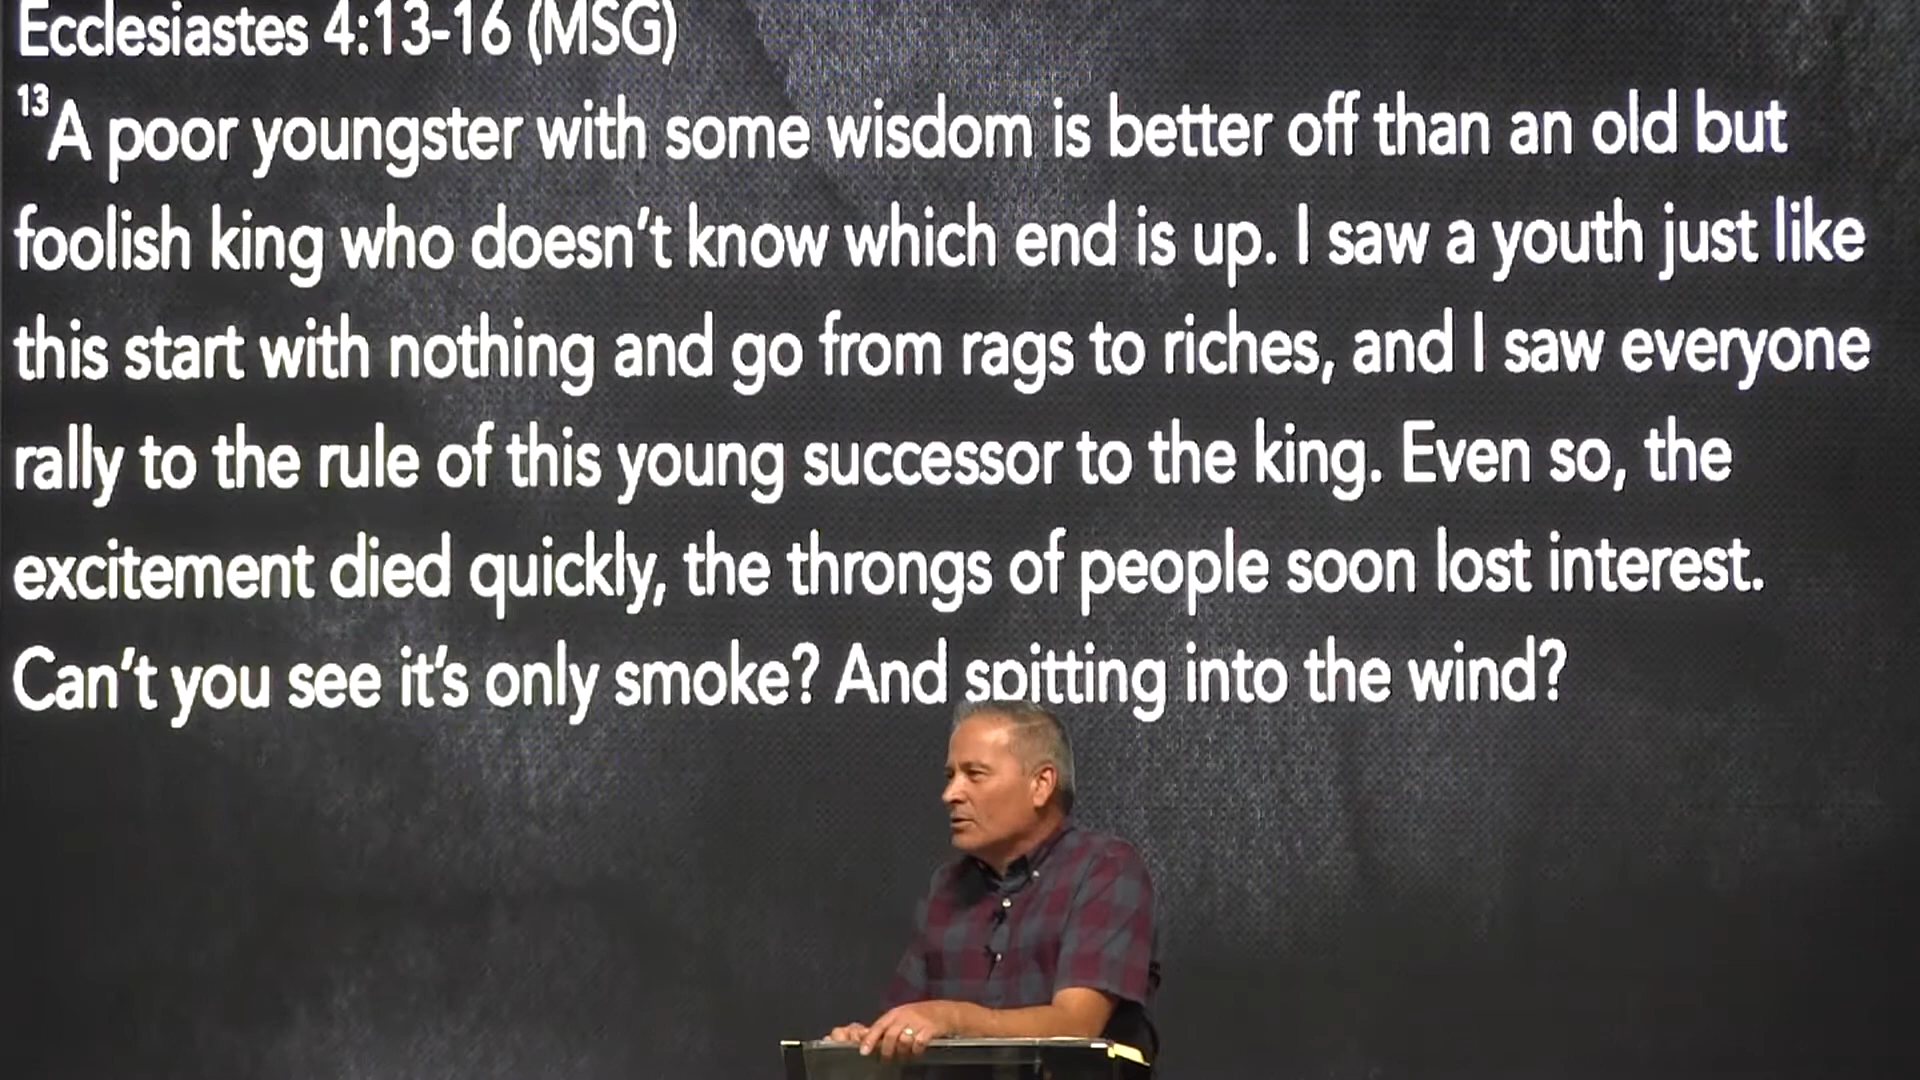 Ecclesiastes 4:13-16 (MSG)
13A poor youngster with some wisdom is better off than an old but
foolish king who doesn’t know which end is up. I saw a youth just like
this start with nothing and go from rags to riches, and I saw everyone
rally to the rule of this young successor to the king. Even so, the
excitement died quickly, the throngs of people soon lost interest.
Can’t you see it’s only smoke? And spitting into the wind?